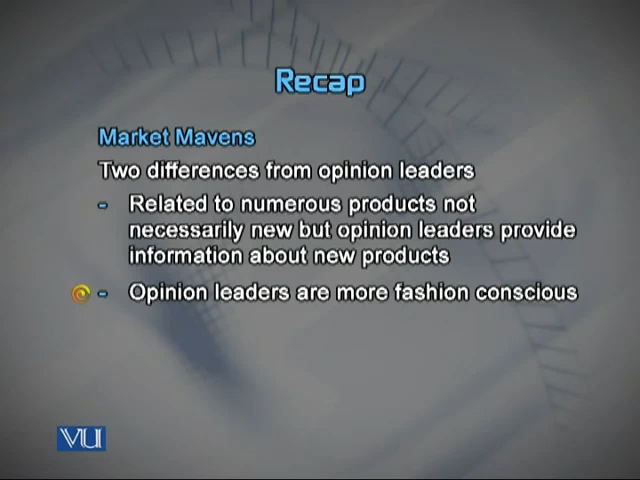 Recap
Market Mavens
Two differences from opinion leaders
- Related to numerous products not
necessarily new but opinion leaders provide
information about new products
- Opinion leaders are more fashion conscious
VU